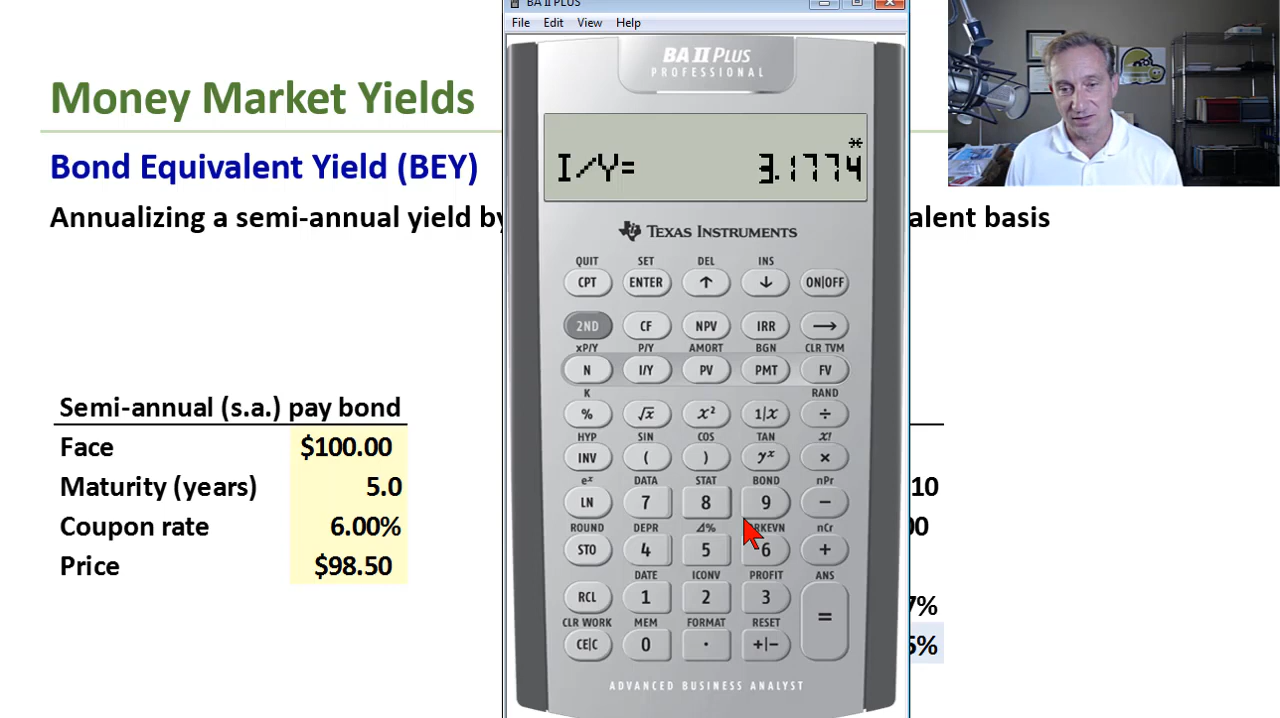 BA II PLUS
File Edit View Help
BA II PLUS
PROFESSIONAL
Money Market Yields
Bond Equivalent Yield (BEY)
I/Y= 3.1774
Annualizing a semi-annual yield by
alent basis
TEXAS INSTRUMENTS
QUIT SET DEL INS
CPT ENTER ↑ ↓ ON|OFF
2ND CF NPV IRR →
xP/Y P/Y AMORT BGN CLR TVM
N I/Y PV PMT FV
K RAND
% √x x² 1/x ÷
HYP SIN COS TAN x!
INV ( ) yˣ ×
eˣ DATA STAT BOND nPr
LN 7 8 9 −
ROUND DEPR Δ% RKEVN nCr
STO 4 5 6 +
DATE ICONV PROFIT ANS
RCL 1 2 3 =
CLR WORK MEM FORMAT RESET
CE|C 0 . +|−
ADVANCED BUSINESS ANALYST
Semi-annual (s.a.) pay bond
Face $100.00
Maturity (years) 5.0
Coupon rate 6.00%
Price $98.50
10
00
7%
5%